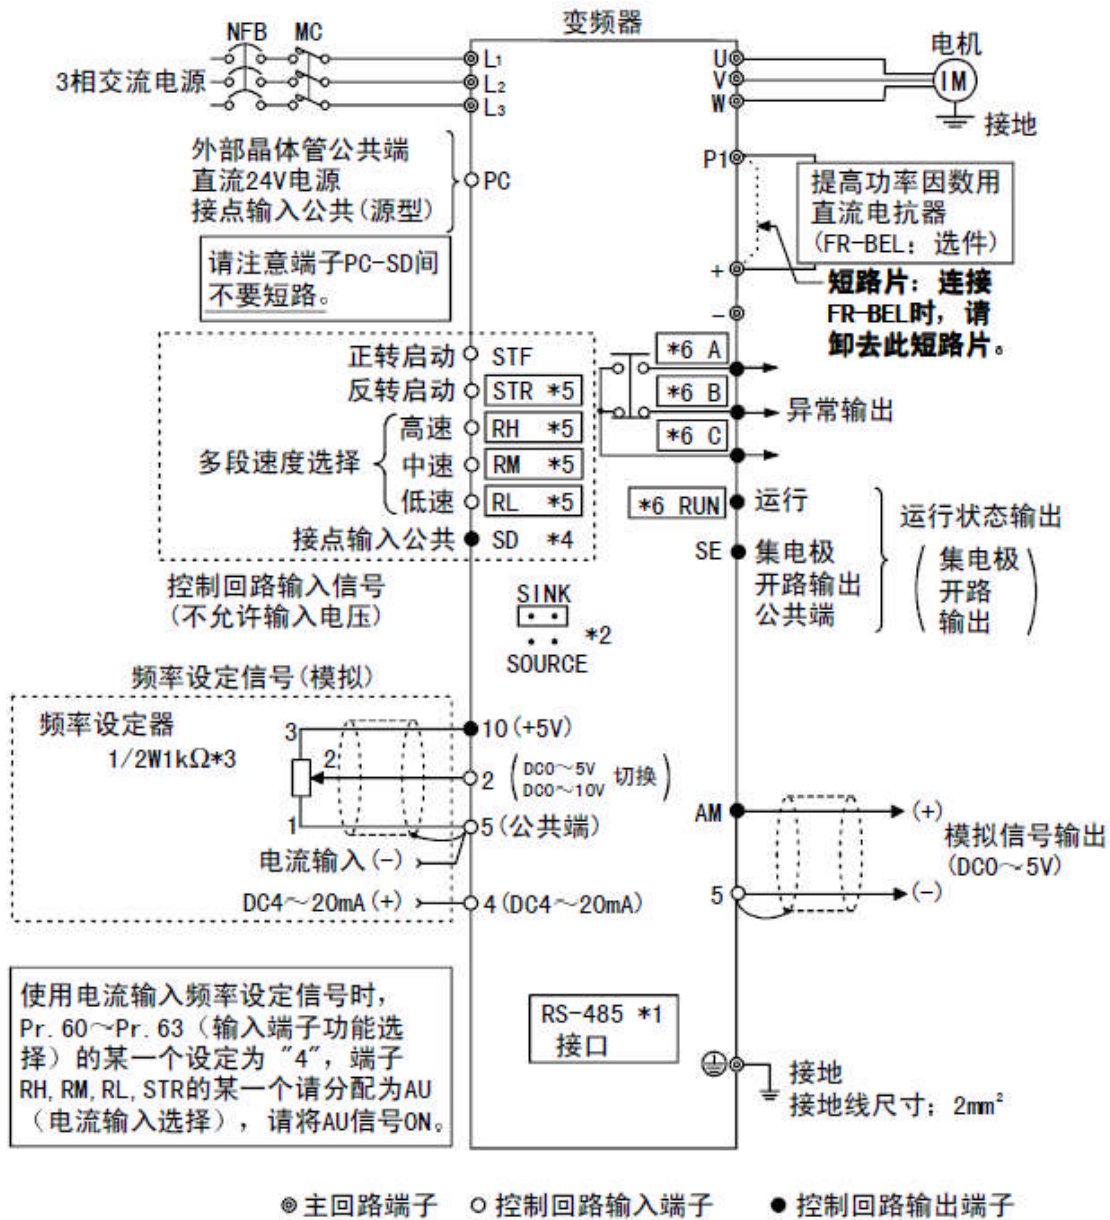 变频器
NFB MC
3相交流电源
L1
L2
L3
U
V
W
电机
IM
接地
外部晶体管公共端
直流24V电源
接点输入公共(源型)
PC
请注意端子PC-SD间
不要短路。
P1
提高功率因数用
直流电抗器
(FR-BEL：选件)
+
短路片：连接
FR-BEL时，请
卸去此短路片。
-
正转启动 STF
反转启动 STR *5
多段速度选择
高速 RH *5
中速 RM *5
低速 RL *5
接点输入公共 SD *4
控制回路输入信号
(不允许输入电压)
*6 A
*6 B
*6 C
异常输出
*6 RUN 运行
SE 集电极
开路输出
公共端
运行状态输出
(集电极
开路
输出)
SINK
*2
SOURCE
频率设定信号(模拟)
频率设定器
1/2W1kΩ*3
3
2
1
10(+5V)
2 (DC0～5V
DC0～10V 切换)
5(公共端)
电流输入(-)
DC4～20mA(+)
4(DC4～20mA)
AM
(+)
模拟信号输出
(DC0～5V)
5
(-)
使用电流输入频率设定信号时，
Pr.60～Pr.63（输入端子功能选
择）的某一个设定为 "4"，端子
RH,RM,RL,STR的某一个请分配为AU
（电流输入选择），请将AU信号ON。
RS-485 *1
接口
接地
接地线尺寸；2mm²
主回路端子 控制回路输入端子 控制回路输出端子